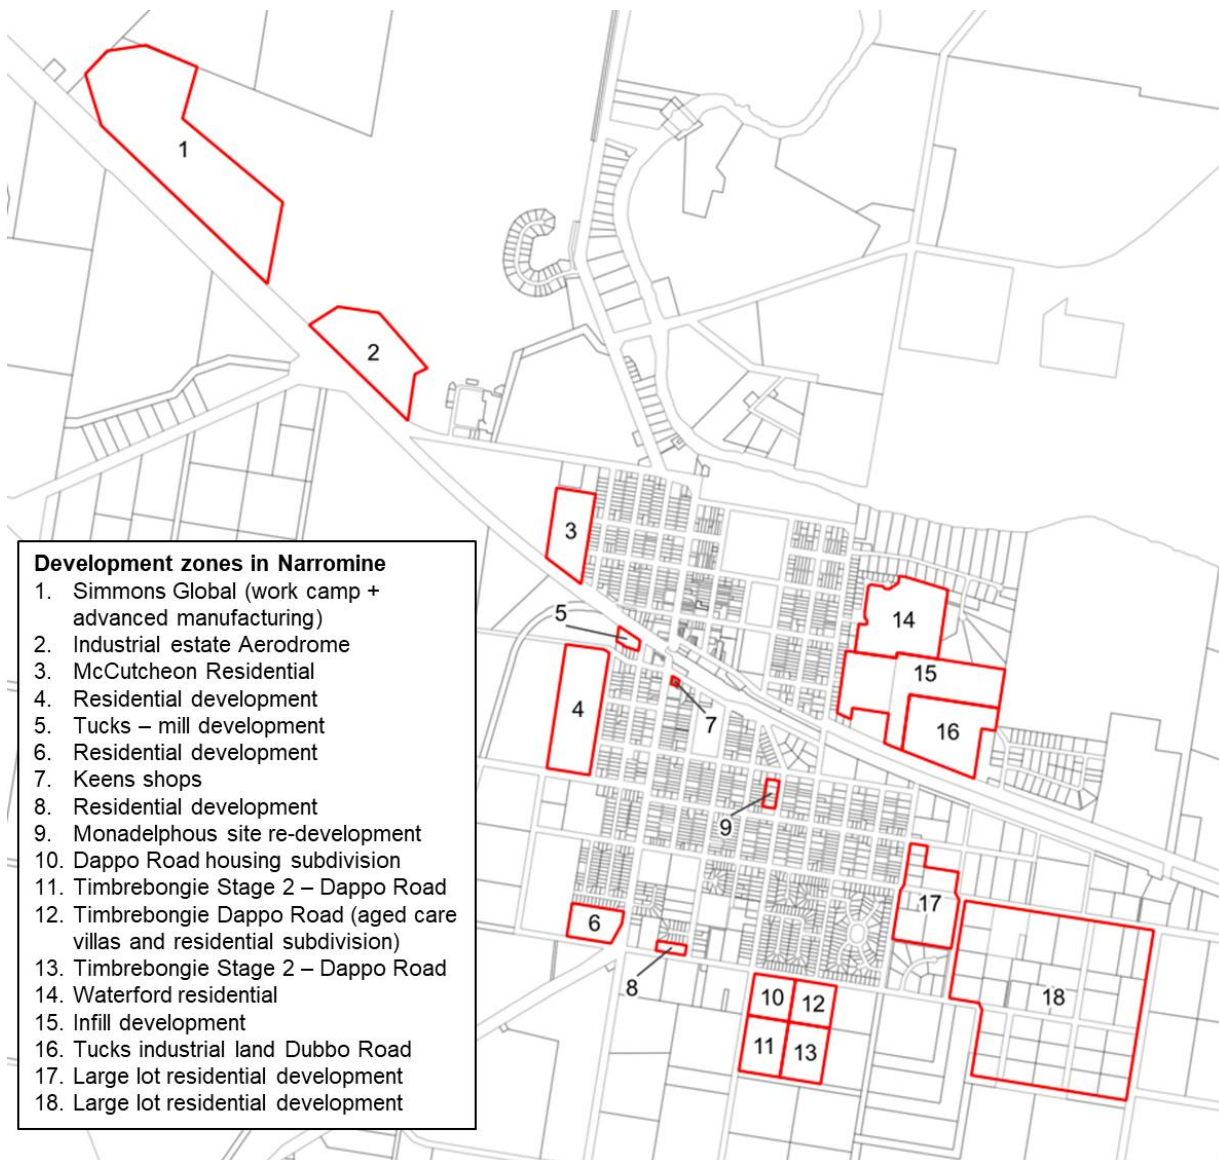 1
2
3
14
5
15
4
7
16
9
17
6
8
10
12
18
11
13
Development zones in Narromine
1. Simmons Global (work camp +
advanced manufacturing)
2. Industrial estate Aerodrome
3. McCutcheon Residential
4. Residential development
5. Tucks – mill development
6. Residential development
7. Keens shops
8. Residential development
9. Monadelphous site re-development
10. Dappo Road housing subdivision
11. Timbrebongie Stage 2 – Dappo Road
12. Timbrebongie Dappo Road (aged care
villas and residential subdivision)
13. Timbrebongie Stage 2 – Dappo Road
14. Waterford residential
15. Infill development
16. Tucks industrial land Dubbo Road
17. Large lot residential development
18. Large lot residential development